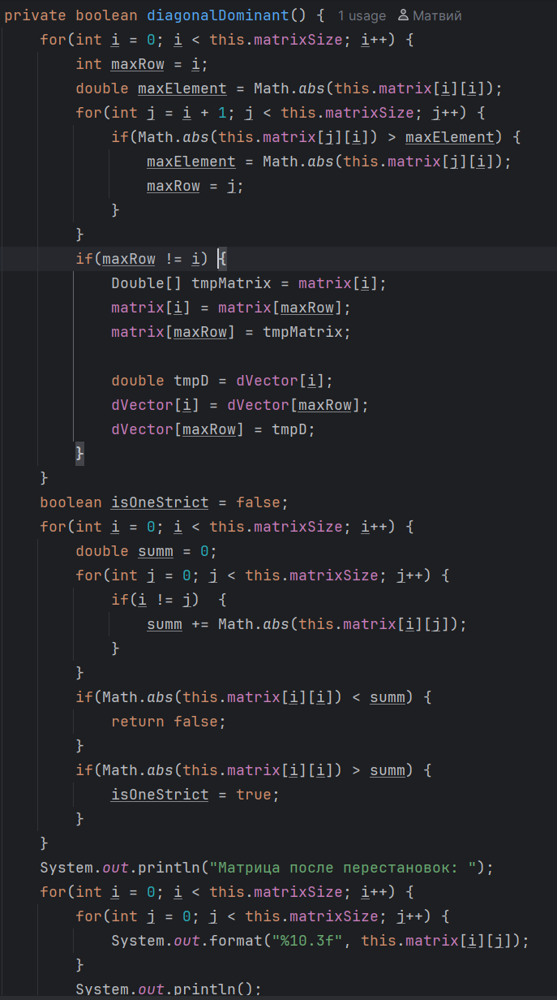 private boolean diagonalDominant() { 1 usage Матвий
    for(int i = 0; i < this.matrixSize; i++) {
        int maxRow = i;
        double maxElement = Math.abs(this.matrix[i][i]);
        for(int j = i + 1; j < this.matrixSize; j++) {
            if(Math.abs(this.matrix[j][i]) > maxElement) {
                maxElement = Math.abs(this.matrix[j][i]);
                maxRow = j;
            }
        }
        if(maxRow != i) {
            Double[] tmpMatrix = matrix[i];
            matrix[i] = matrix[maxRow];
            matrix[maxRow] = tmpMatrix;

            double tmpD = dVector[i];
            dVector[i] = dVector[maxRow];
            dVector[maxRow] = tmpD;
        }
    }
    boolean isOneStrict = false;
    for(int i = 0; i < this.matrixSize; i++) {
        double summ = 0;
        for(int j = 0; j < this.matrixSize; j++) {
            if(i != j)  {
                summ += Math.abs(this.matrix[i][j]);
            }
        }
        if(Math.abs(this.matrix[i][i]) < summ) {
            return false;
        }
        if(Math.abs(this.matrix[i][i]) > summ) {
            isOneStrict = true;
        }
    }
    System.out.println("Матрица после перестановок: ");
    for(int i = 0; i < this.matrixSize; i++) {
        for(int j = 0; j < this.matrixSize; j++) {
            System.out.format("%10.3f", this.matrix[i][j]);
        }
        System.out.println();